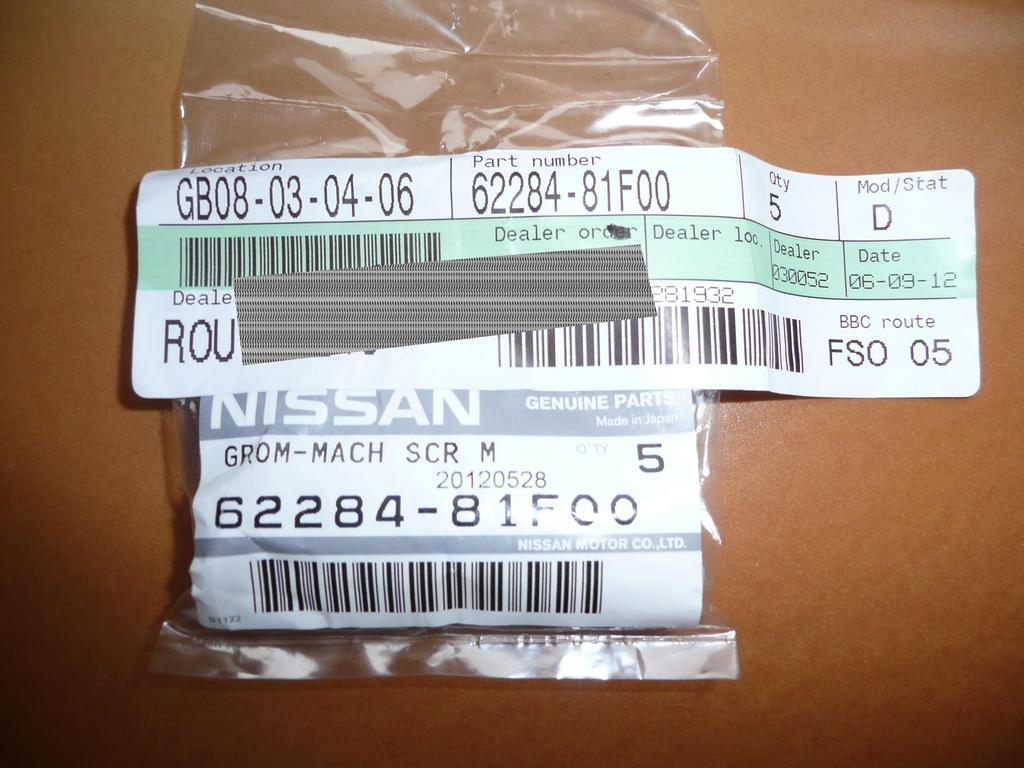 Location Part number Qty Mod/Stat
GB08-03-04-06 62284-81F00 5 D
Dealer order Dealer loc. Dealer Date
030052 06-09-12
Deale 281932 BBC route
ROU FSO 05
NISSAN GENUINE PARTS
Made in Japan
GROM-MACH SCR M Q'TY 5
20120528
62284-81F00
NISSAN MOTOR CO.,LTD.